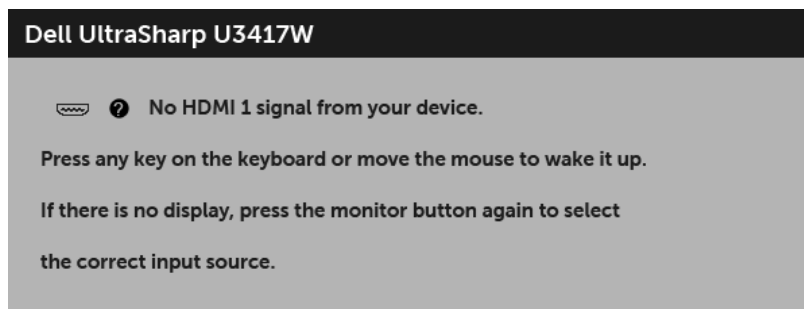 Dell UltraSharp U3417W
No HDMI 1 signal from your device.
Press any key on the keyboard or move the mouse to wake it up.
If there is no display, press the monitor button again to select
the correct input source.